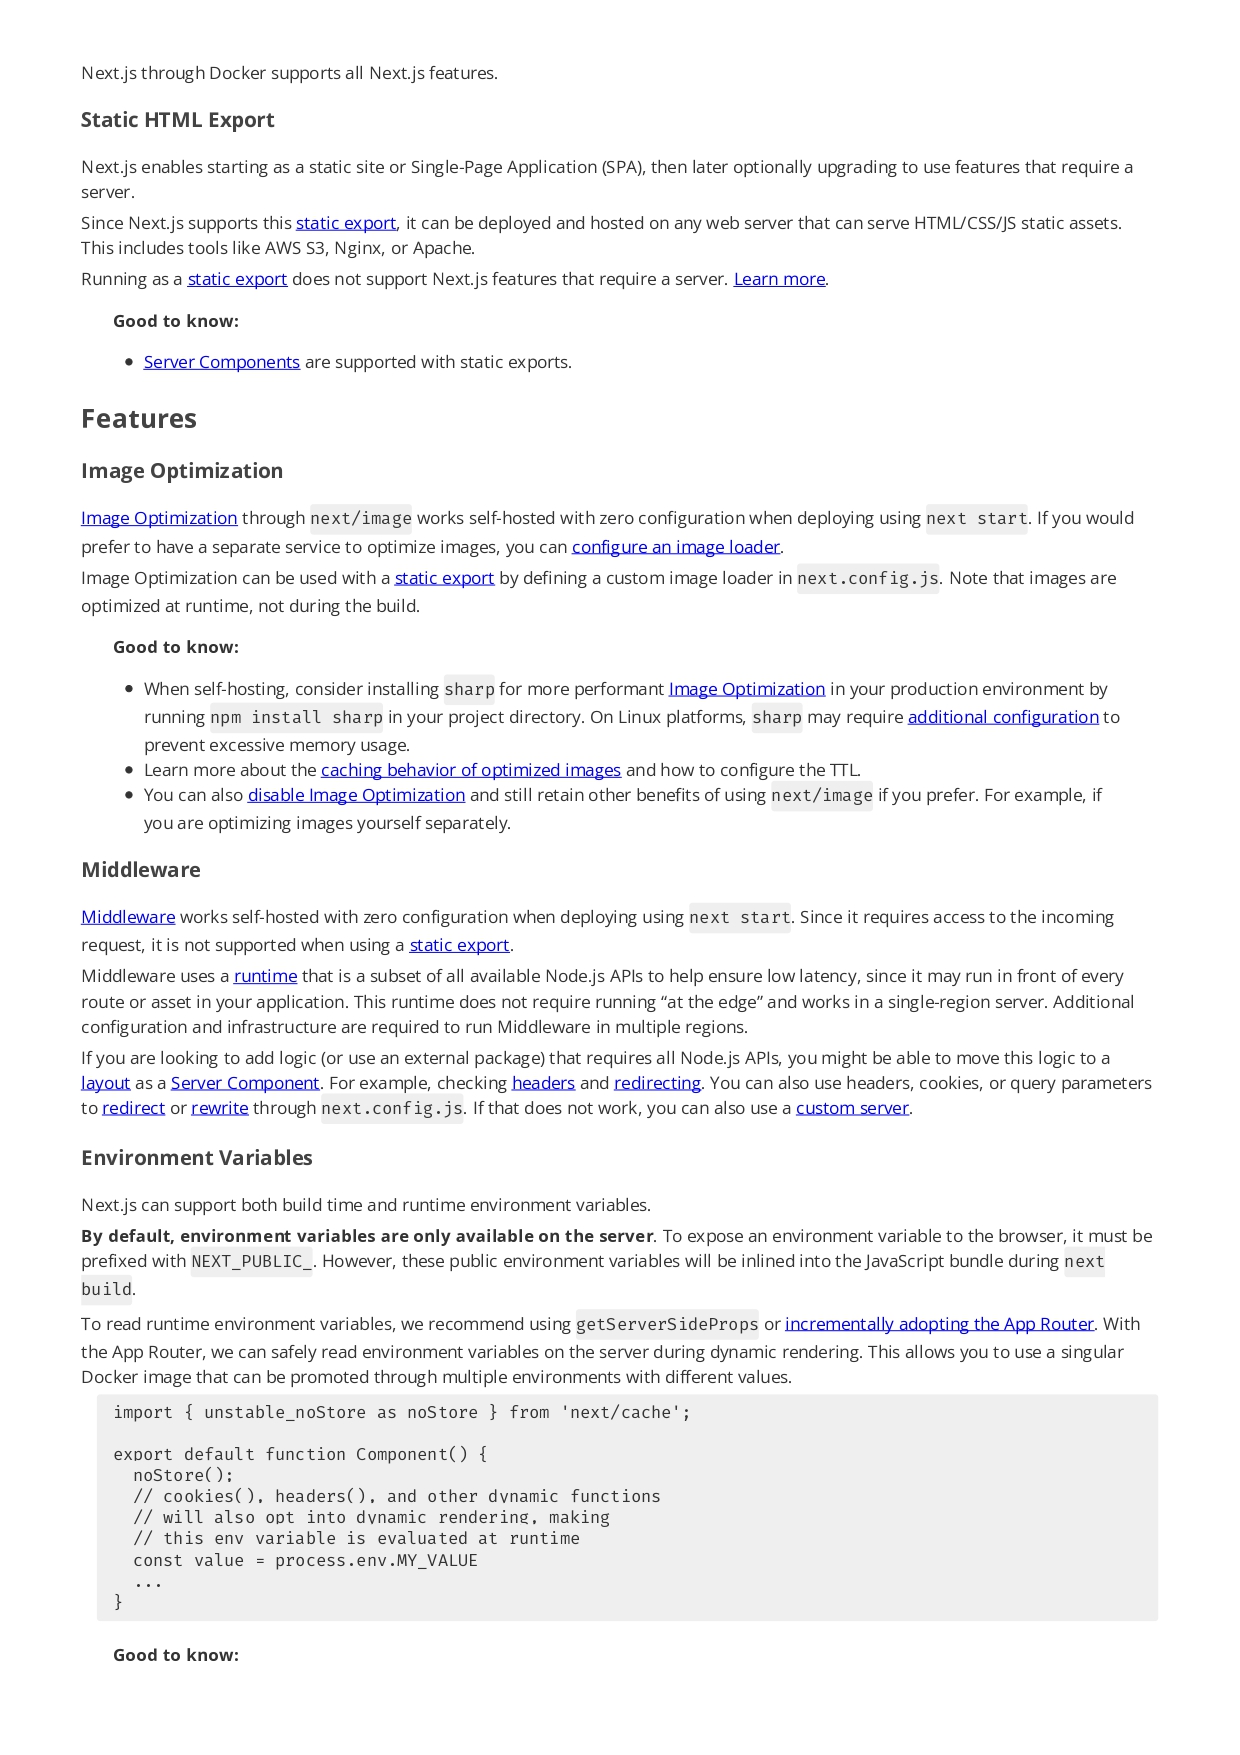 Next.js through Docker supports all Next.js features.
Static HTML Export
Next.js enables starting as a static site or Single-Page Application (SPA), then later optionally upgrading to use features that require a
server.
Since Next.js supports this static export, it can be deployed and hosted on any web server that can serve HTML/CSS/JS static assets.
This includes tools like AWS S3, Nginx, or Apache.
Running as a static export does not support Next.js features that require a server. Learn more.
Good to know:
• Server Components are supported with static exports.
Features
Image Optimization
Image Optimization through next/image works self-hosted with zero configuration when deploying using next start. If you would
prefer to have a separate service to optimize images, you can configure an image loader.
Image Optimization can be used with a static export by defining a custom image loader in next.config.js. Note that images are
optimized at runtime, not during the build.
Good to know:
• When self-hosting, consider installing sharp for more performant Image Optimization in your production environment by
running npm install sharp in your project directory. On Linux platforms, sharp may require additional configuration to
prevent excessive memory usage.
• Learn more about the caching behavior of optimized images and how to configure the TTL.
• You can also disable Image Optimization and still retain other benefits of using next/image if you prefer. For example, if
you are optimizing images yourself separately.
Middleware
Middleware works self-hosted with zero configuration when deploying using next start. Since it requires access to the incoming
request, it is not supported when using a static export.
Middleware uses a runtime that is a subset of all available Node.js APIs to help ensure low latency, since it may run in front of every
route or asset in your application. This runtime does not require running “at the edge” and works in a single-region server. Additional
configuration and infrastructure are required to run Middleware in multiple regions.
If you are looking to add logic (or use an external package) that requires all Node.js APIs, you might be able to move this logic to a
layout as a Server Component. For example, checking headers and redirecting. You can also use headers, cookies, or query parameters
to redirect or rewrite through next.config.js. If that does not work, you can also use a custom server.
Environment Variables
Next.js can support both build time and runtime environment variables.
By default, environment variables are only available on the server. To expose an environment variable to the browser, it must be
prefixed with NEXT_PUBLIC_. However, these public environment variables will be inlined into the JavaScript bundle during next
build.
To read runtime environment variables, we recommend using getServerSideProps or incrementally adopting the App Router. With
the App Router, we can safely read environment variables on the server during dynamic rendering. This allows you to use a singular
Docker image that can be promoted through multiple environments with different values.
import { unstable_noStore as noStore } from 'next/cache';
export default function Component() {
  noStore();
  // cookies(), headers(), and other dynamic functions
  // will also opt into dynamic rendering, making
  // this env variable is evaluated at runtime
  const value = process.env.MY_VALUE
  ...
}
Good to know: